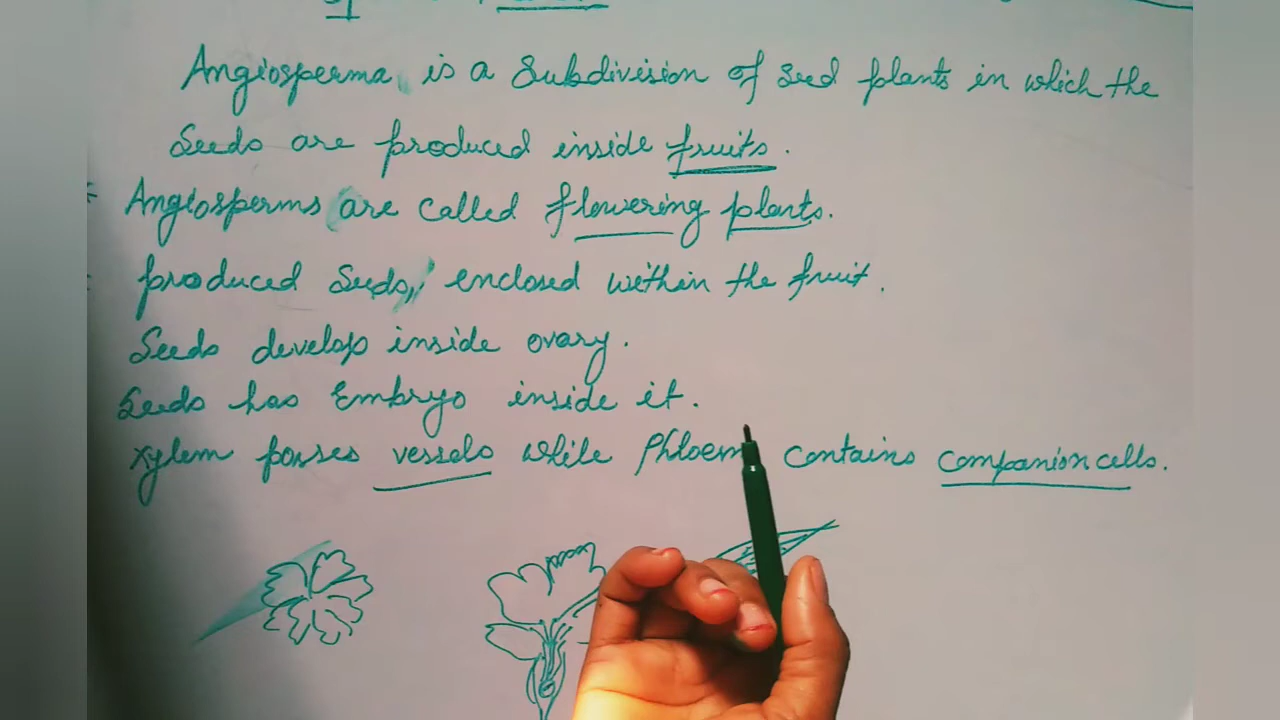 Angiosperma is a Subdivision of Seed plants in which the
Seeds are produced inside fruits.
* Angiosperms are called flowering plants.
produced Seeds, enclosed within the fruit.
Seeds develop inside ovary.
Seeds has Embryo inside it.
xylem posses vessels while Phloem contains companion cells.